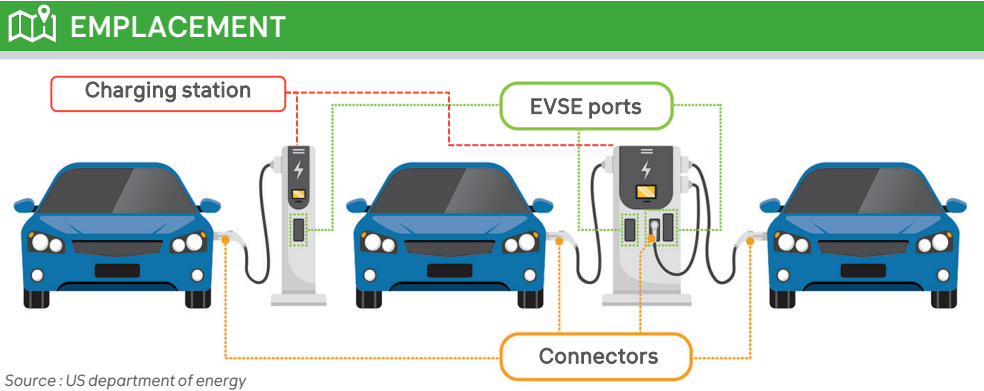 EMPLACEMENT
Charging station
EVSE ports
Connectors
Source : US department of energy